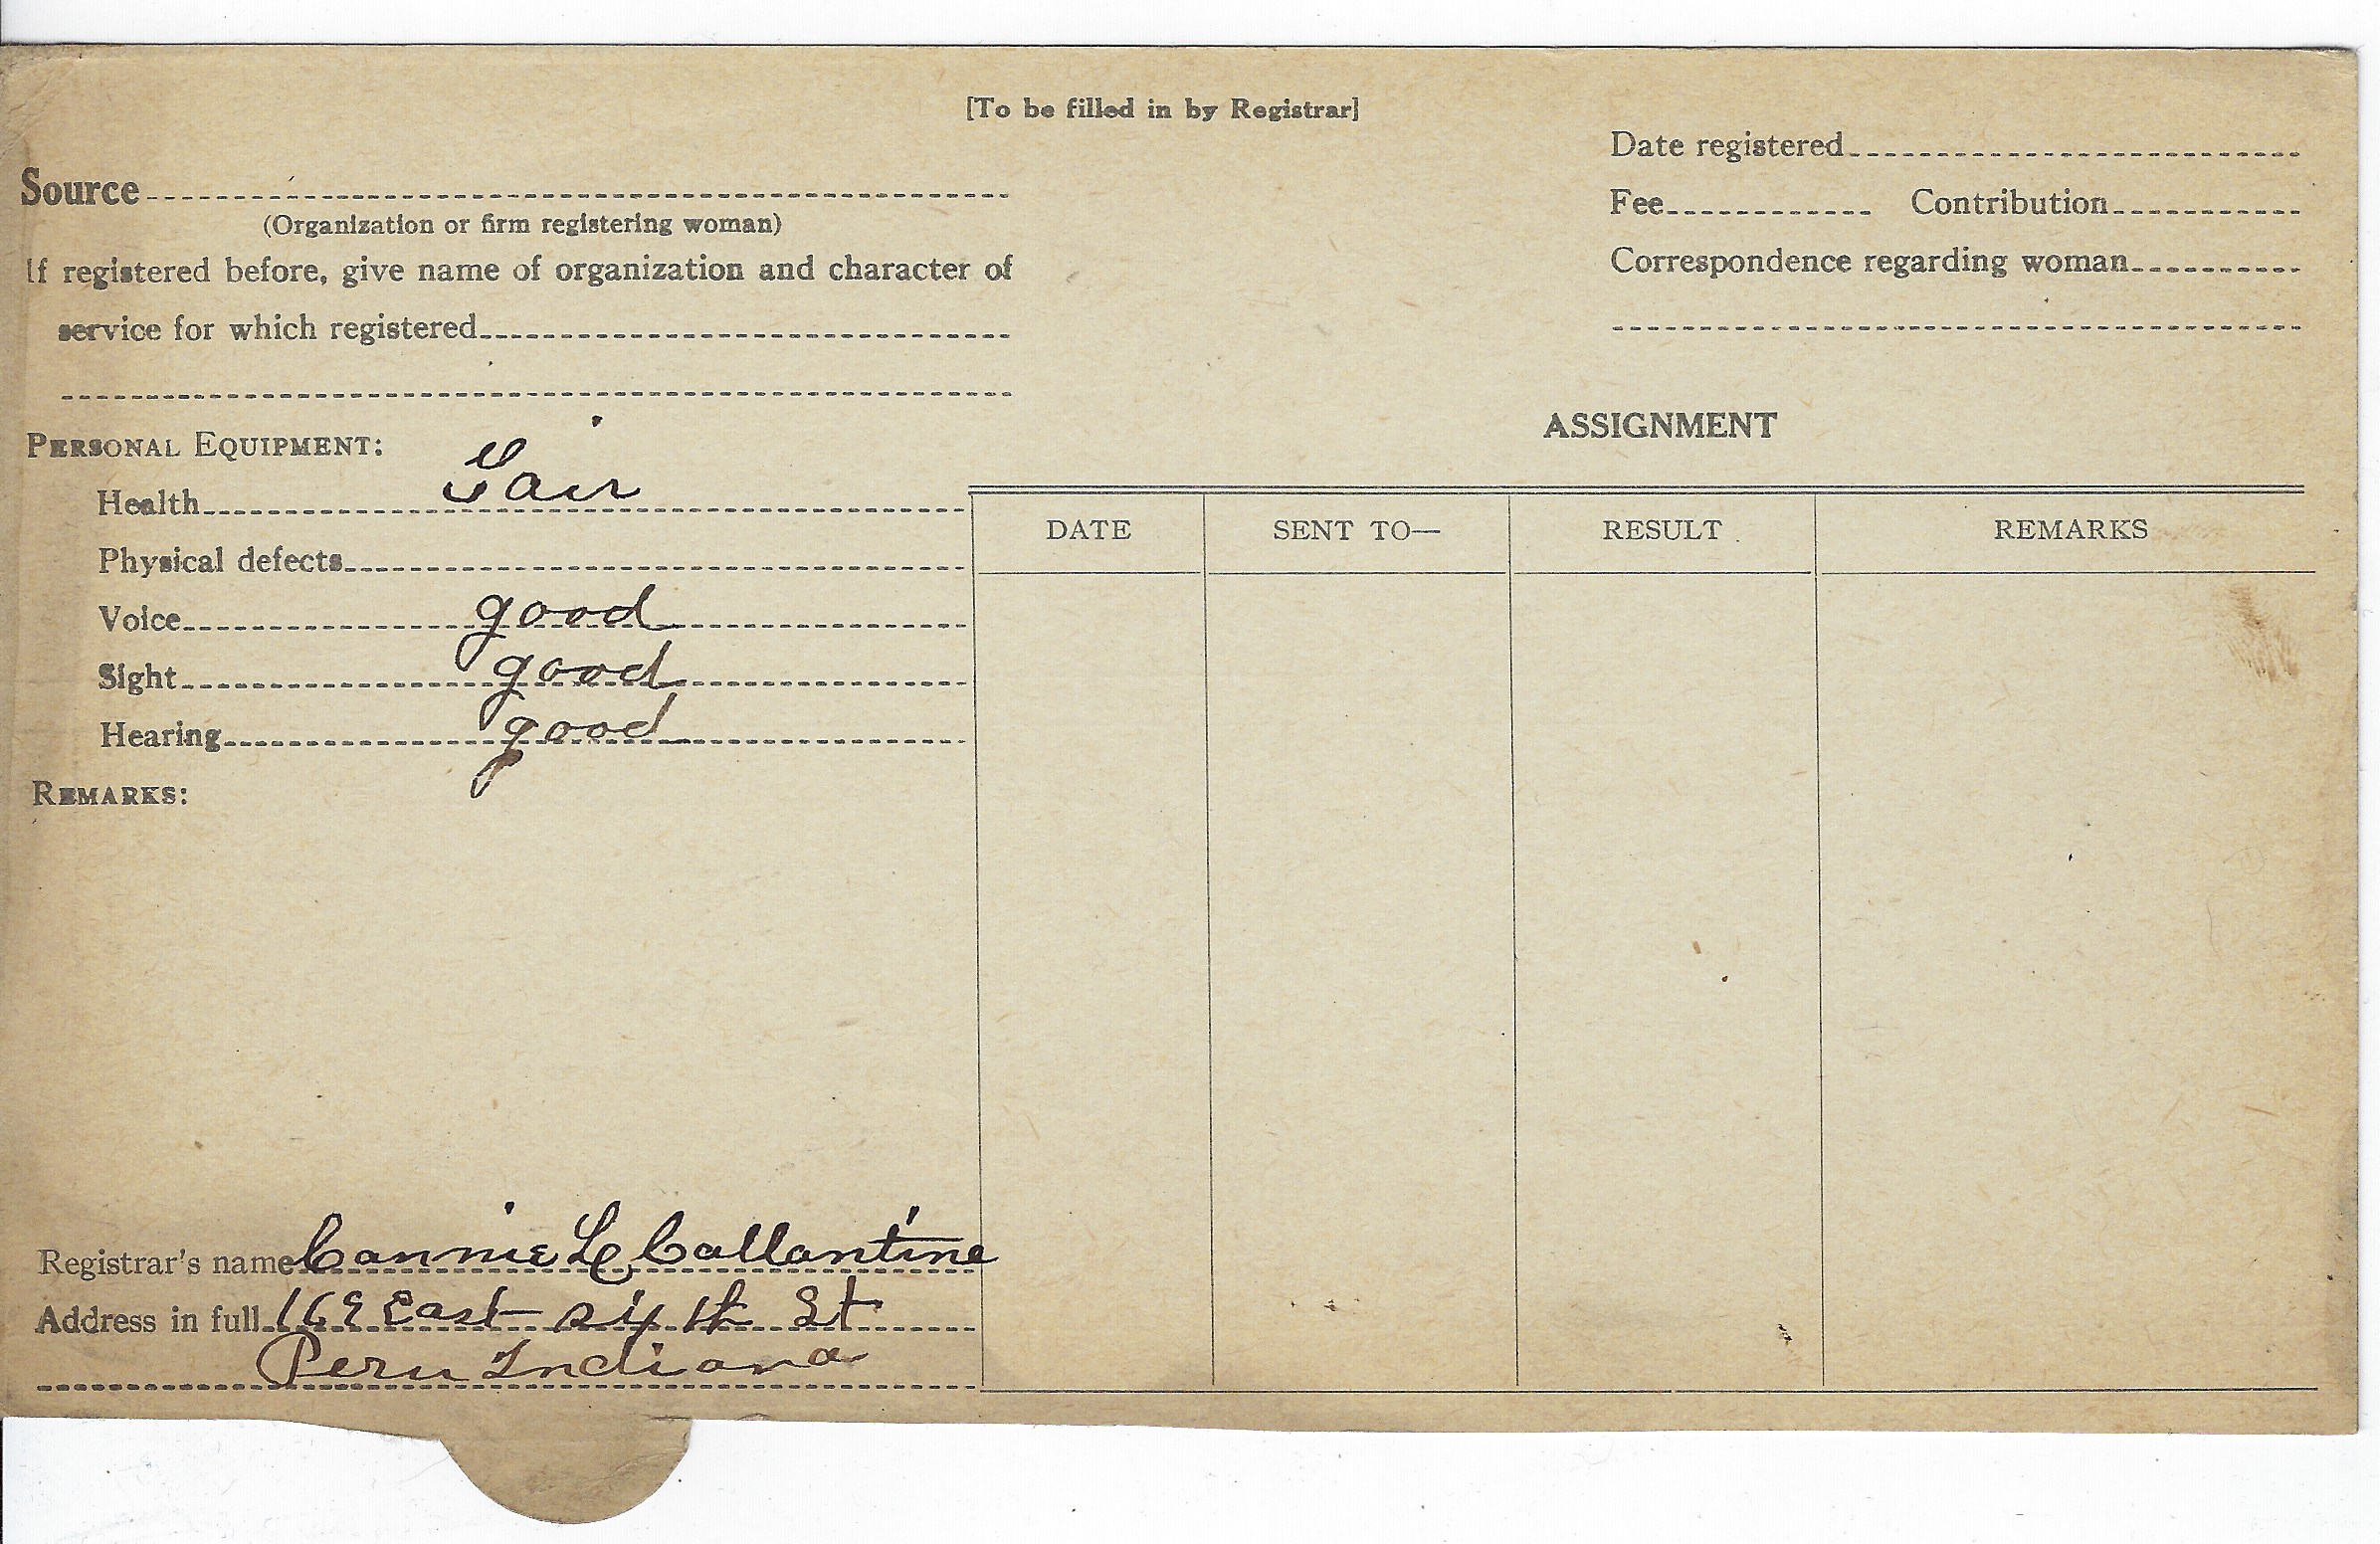 [To be filled in by Registrar]
Date registered
Source
(Organization or firm registering woman)
Fee Contribution
If registered before, give name of organization and character of
Correspondence regarding woman
service for which registered
ASSIGNMENT
PERSONAL EQUIPMENT:
Health Fair
Physical defects
Voice good
Sight good
Hearing good
REMARKS:
DATE SENT TO— RESULT REMARKS
Registrar's name Cannie L Callantine
Address in full East sixth St
Peru Indiana